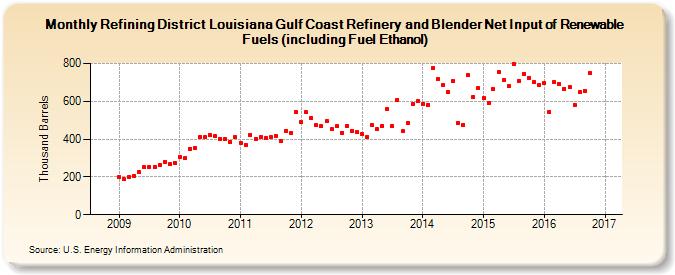 Monthly Refining District Louisiana Gulf Coast Refinery and Blender Net Input of Renewable
Fuels (including Fuel Ethanol)
Thousand Barrels
800
600
400
200
0
2009 2010 2011 2012 2013 2014 2015 2016 2017
Source: U.S. Energy Information Administration